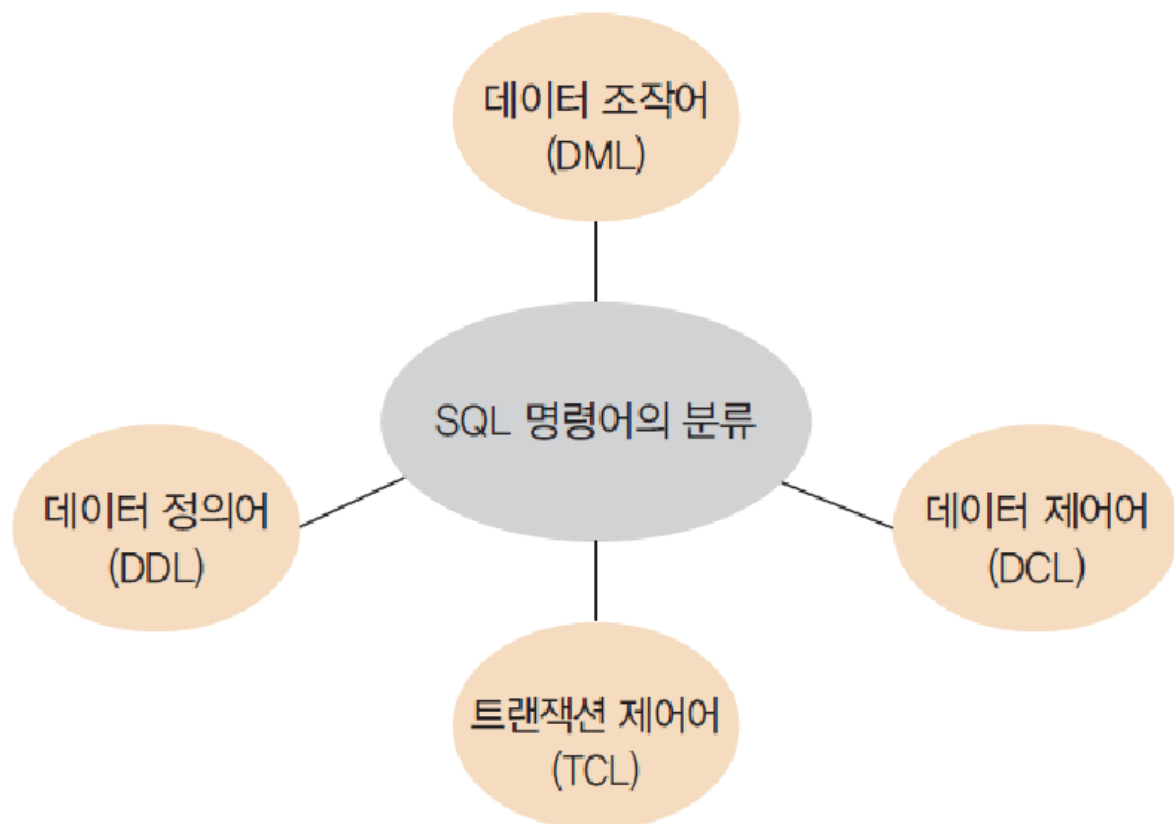 데이터 조작어
(DML)
SQL 명령어의 분류
데이터 정의어
(DDL)
데이터 제어어
(DCL)
트랜잭션 제어어
(TCL)